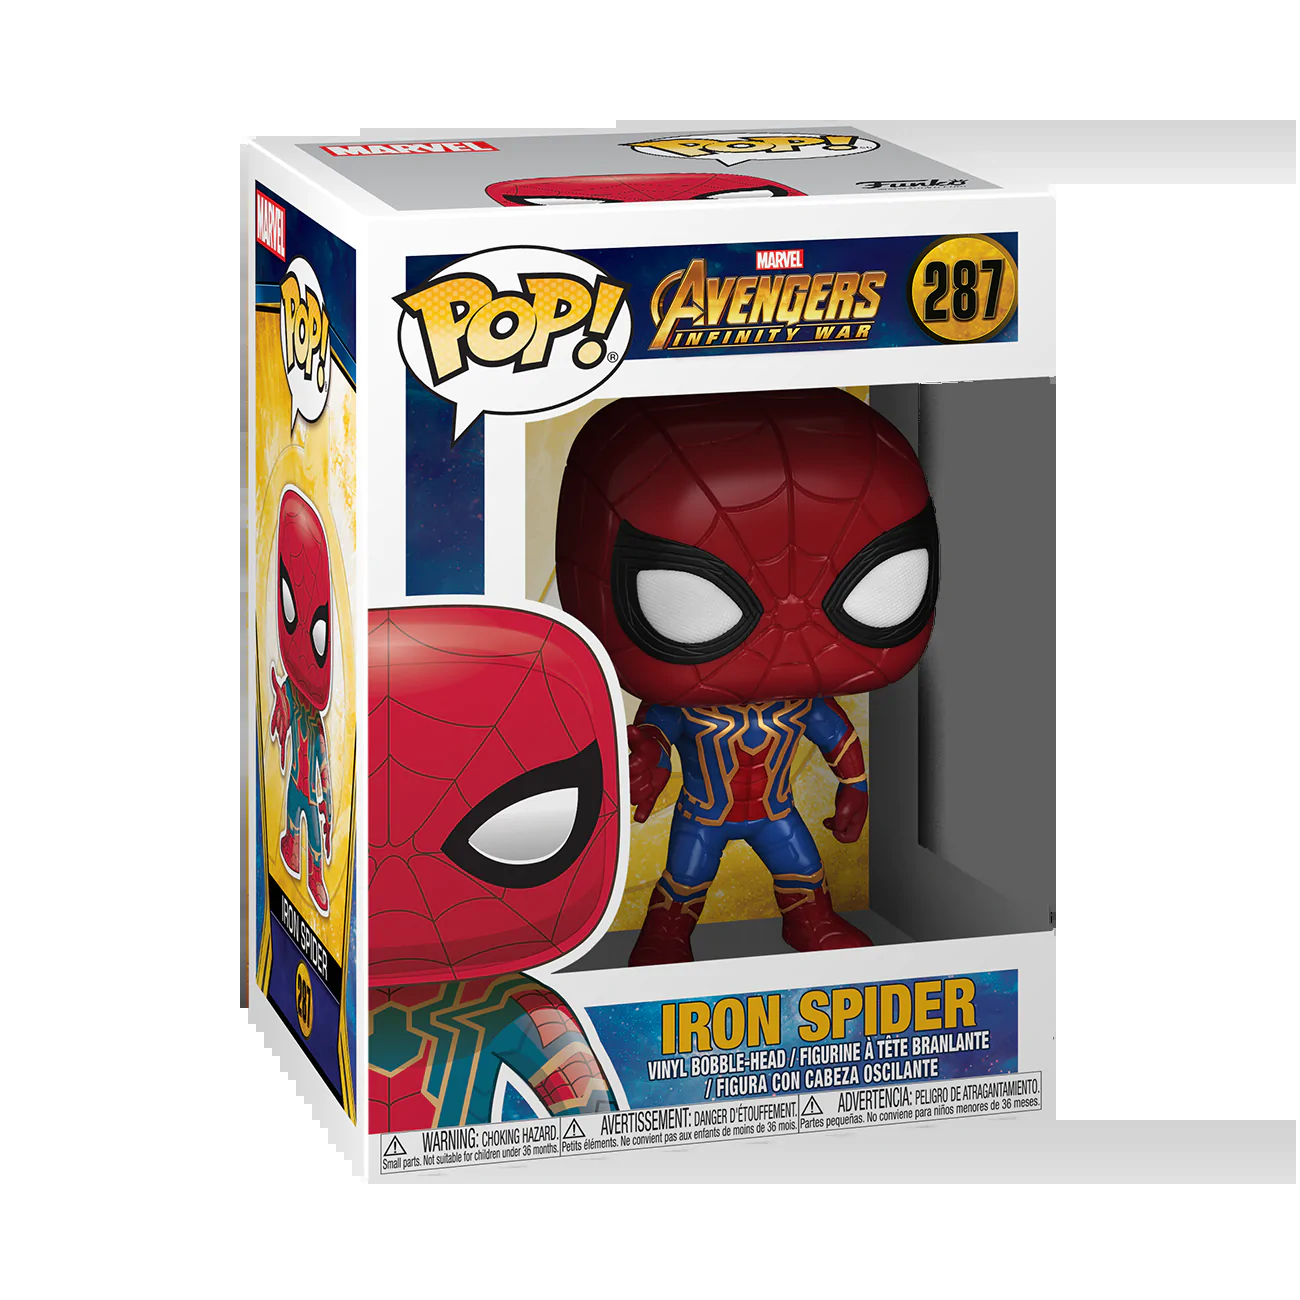 MARVEL
POP!
Funko
MARVEL
POP!
IRON SPIDER
287
POP!®
MARVEL
AVENGERS
INFINITY WAR
287
IRON SPIDER
VINYL BOBBLE-HEAD / FIGURINE À TÊTE BRANLANTE
/ FIGURA CON CABEZA OSCILANTE
WARNING: CHOKING HAZARD.
Small parts. Not suitable for children under 36 months.
AVERTISSEMENT: DANGER D'ÉTOUFFEMENT.
Petits éléments. Ne convient pas aux enfants de moins de 36 mois.
ADVERTENCIA: PELIGRO DE ATRAGANTAMIENTO.
Partes pequeñas. No conviene para niños menores de 36 meses.